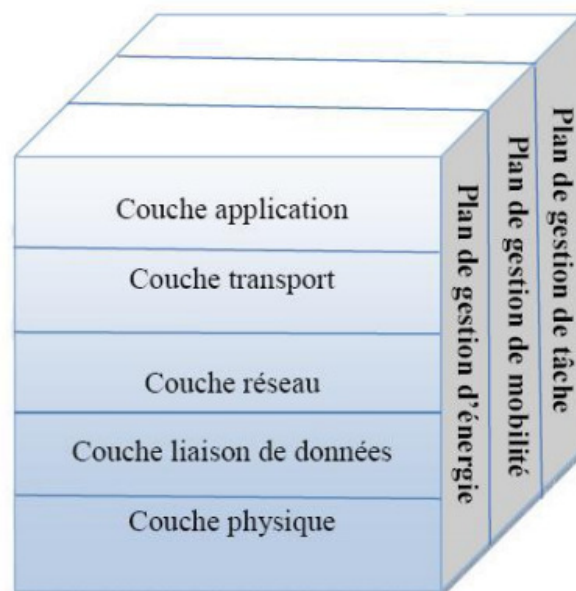 Couche application
Couche transport
Couche réseau
Couche liaison de données
Couche physique
Plan de gestion d'énergie
Plan de gestion de mobilité
Plan de gestion de tâche